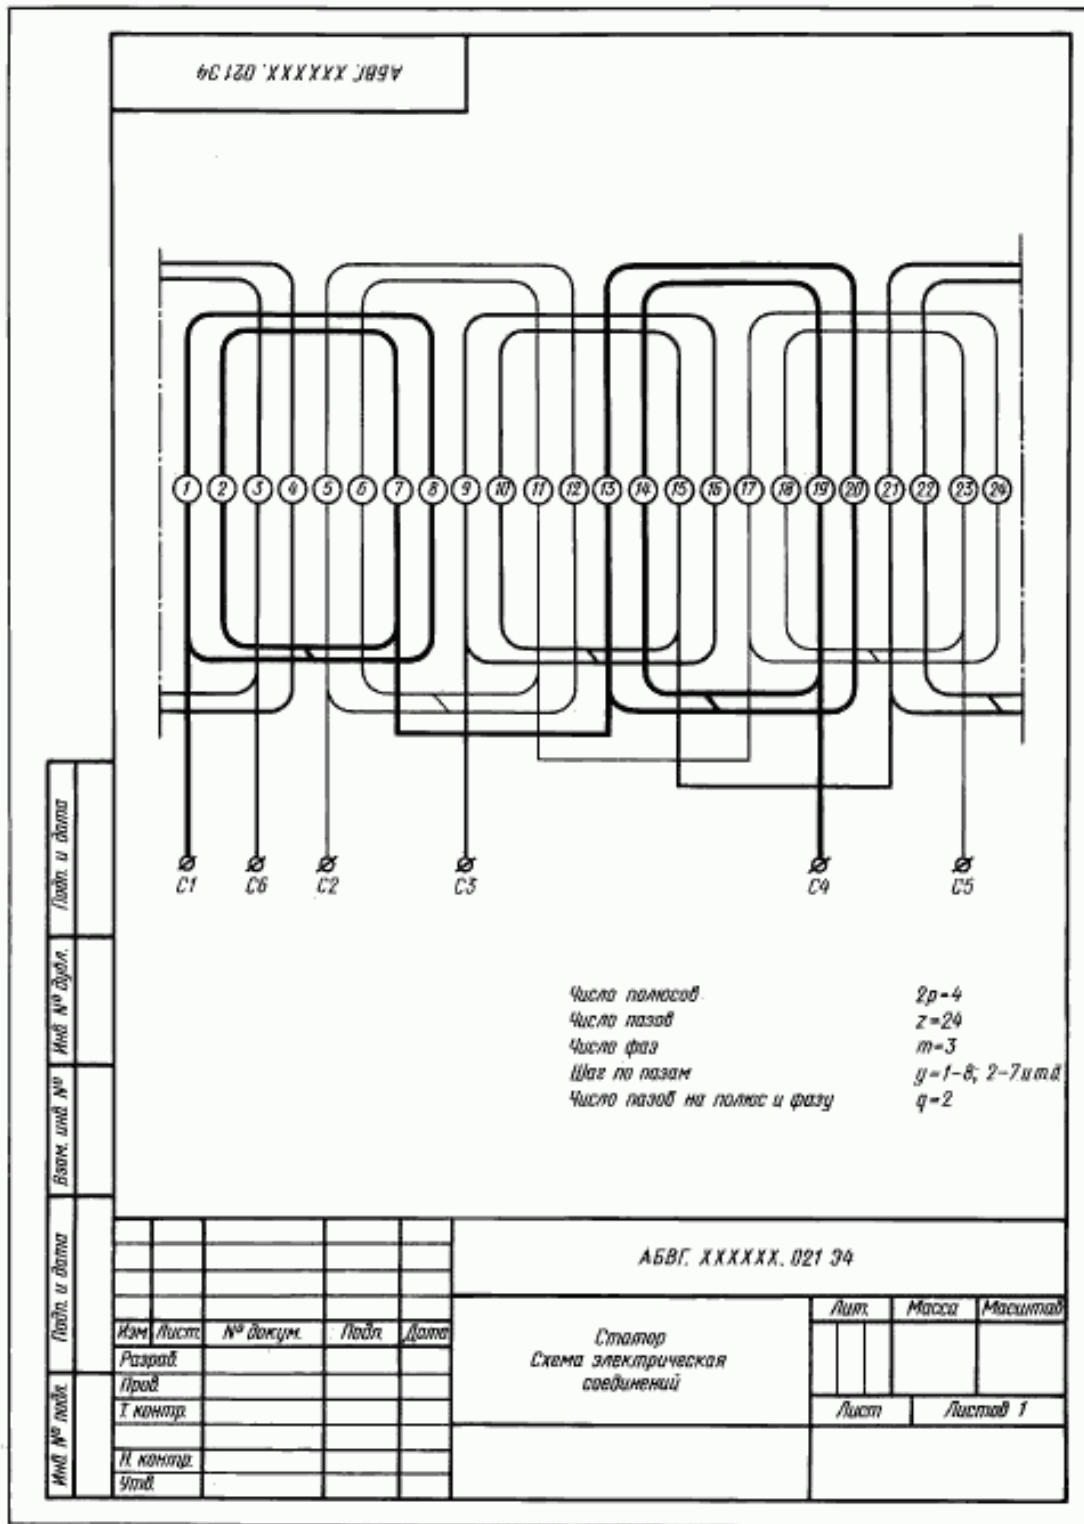 АБВГ. XXXXXX. 021 Э4
1 2 3 4 5 6 7 8 9 10 11 12 13 14 15 16 17 18 19 20 21 22 23 24
С1 С6 С2 С3 С4 С5
Число полюсов 2p=4
Число пазов z=24
Число фаз m=3
Шаг по пазам y=1-8; 2-7 и т.д.
Число пазов на полюс и фазу q=2
Подп. и дата
Инв. № дубл.
Взам. инв. №
Подп. и дата
Инв. № подл.
АБВГ. XXXXXX. 021 Э4
Изм Лист № докум. Подп. Дата
Разраб.
Пров.
Т. контр.
Н. контр.
Утв.
Статор
Схема электрическая
соединений
Лит. Масса Масштаб
Лист Листов 1